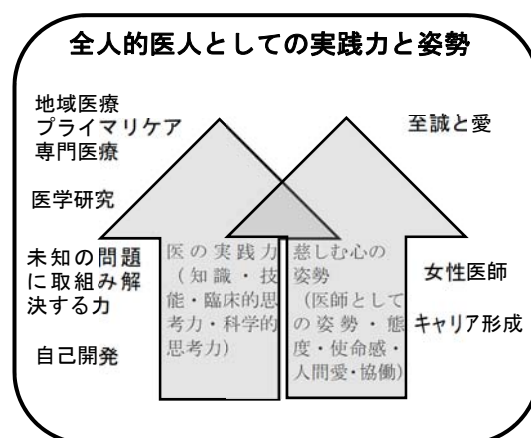 全人的医人としての実践力と姿勢
地域医療
プライマリケア
専門医療
医学研究
未知の問題
に取組み解
決する力
自己開発
医の実践力
（知識・技
能・臨床的思
考力・科学的
思考力）
慈しむ心の
姿勢
（医師として
の姿勢・態
度・使命感・
人間愛・協働）
至誠と愛
女性医師
キャリア形成